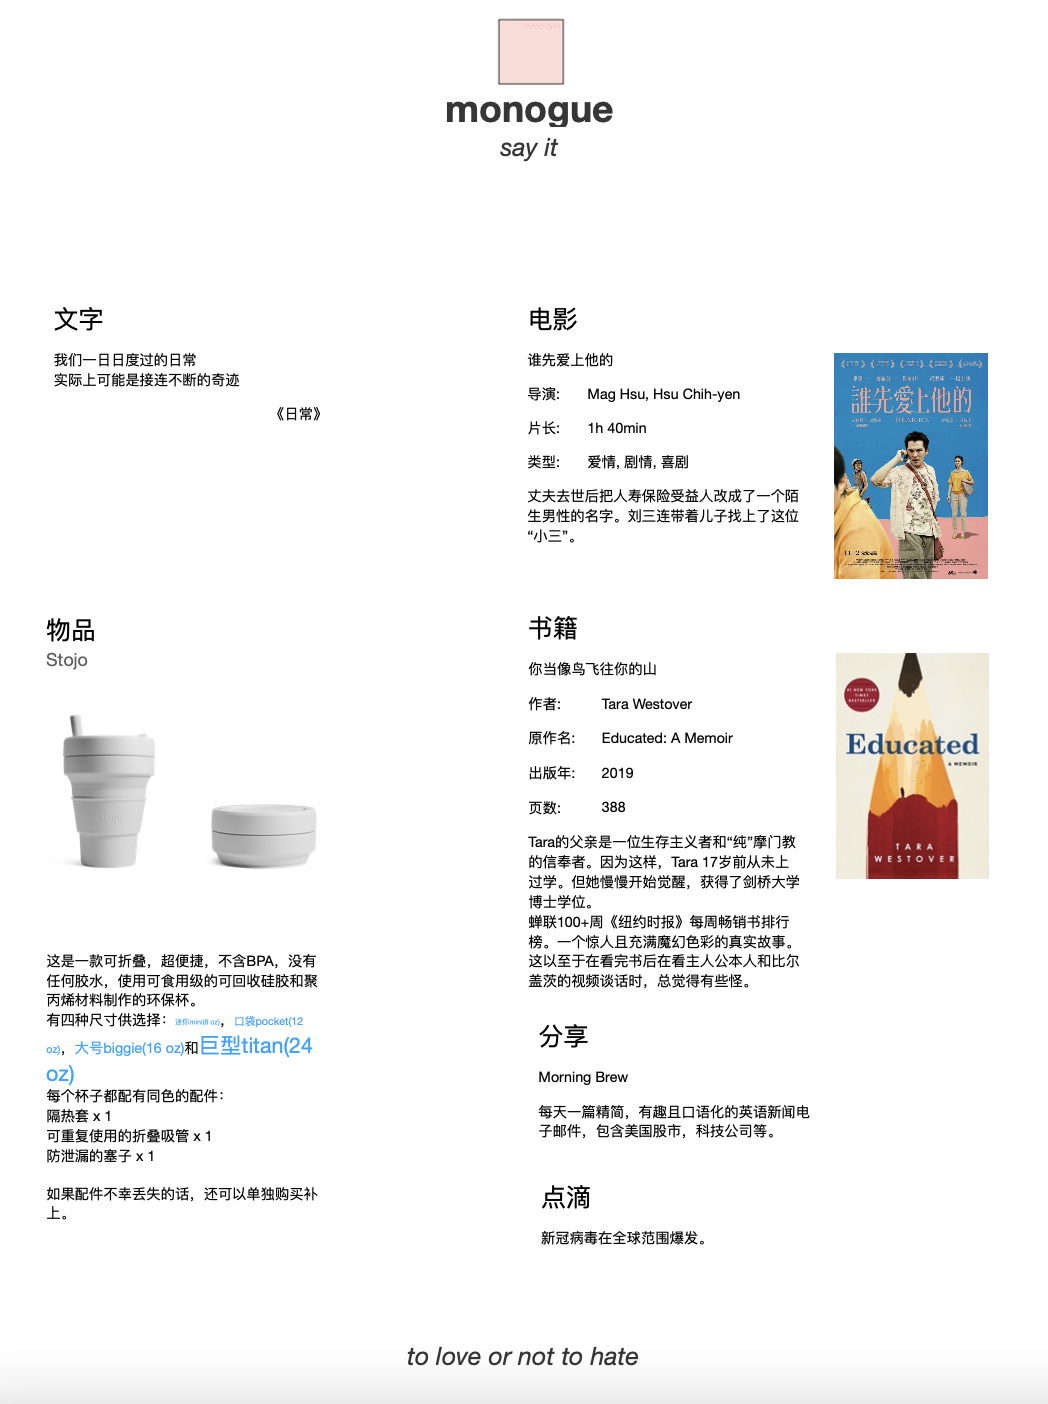 monogue
say it
文字
我们一日日度过的日常
实际上可能是接连不断的奇迹
《日常》
物品
Stojo
这是一款可折叠，超便捷，不含BPA，没有
任何胶水，使用可食用级的可回收硅胶和聚
丙烯材料制作的环保杯。
有四种尺寸供选择：迷你mini(8 oz)，口袋pocket(12
oz)，大号biggie(16 oz)和巨型titan(24
oz)
每个杯子都配有同色的配件：
隔热套 x 1
可重复使用的折叠吸管 x 1
防泄漏的塞子 x 1
如果配件不幸丢失的话，还可以单独购买补
上。
电影
谁先爱上他的
导演: Mag Hsu, Hsu Chih-yen
片长: 1h 40min
类型: 爱情, 剧情, 喜剧
丈夫去世后把人寿保险受益人改成了一个陌
生男性的名字。刘三连带着儿子找上了这位
“小三”。
誰先愛上他的
DEAR EX
书籍
你当像鸟飞往你的山
作者: Tara Westover
原作名: Educated: A Memoir
出版年: 2019
页数: 388
Tara的父亲是一位生存主义者和“纯”摩门教
的信奉者。因为这样，Tara 17岁前从未上
过学。但她慢慢开始觉醒，获得了剑桥大学
博士学位。
蝉联100+周《纽约时报》每周畅销书排行
榜。一个惊人且充满魔幻色彩的真实故事。
这以至于在看完书后在看主人公本人和比尔
盖茨的视频谈话时，总觉得有些怪。
#1 NEW YORK
TIMES
BESTSELLER
Educated
A MEMOIR
TARA
WESTOVER
分享
Morning Brew
每天一篇精简，有趣且口语化的英语新闻电
子邮件，包含美国股市，科技公司等。
点滴
新冠病毒在全球范围爆发。
to love or not to hate